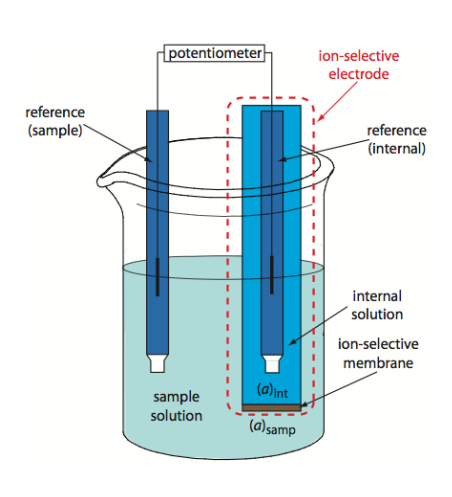 potentiometer
ion-selective
electrode
reference
(sample)
reference
(internal)
internal
solution
ion-selective
membrane
(a)int
sample
solution
(a)samp